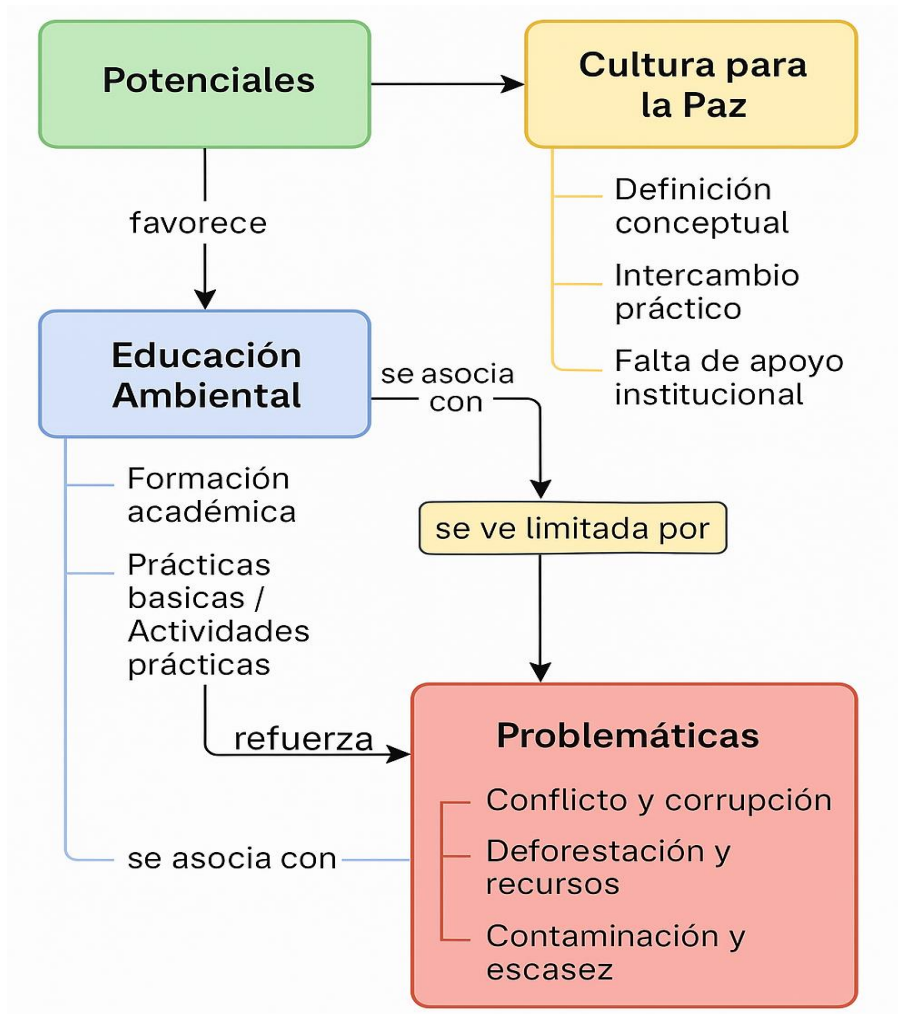 Potenciales
Cultura para
la Paz
favorece
Definición
conceptual
Intercambio
práctico
Falta de apoyo
institucional
Educación
Ambiental
se asocia
con
Formación
académica
se ve limitada por
Prácticas
basicas /
Actividades
prácticas
refuerza
Problemáticas
Conflicto y corrupción
Deforestación y
recursos
Contaminación y
escasez
se asocia con